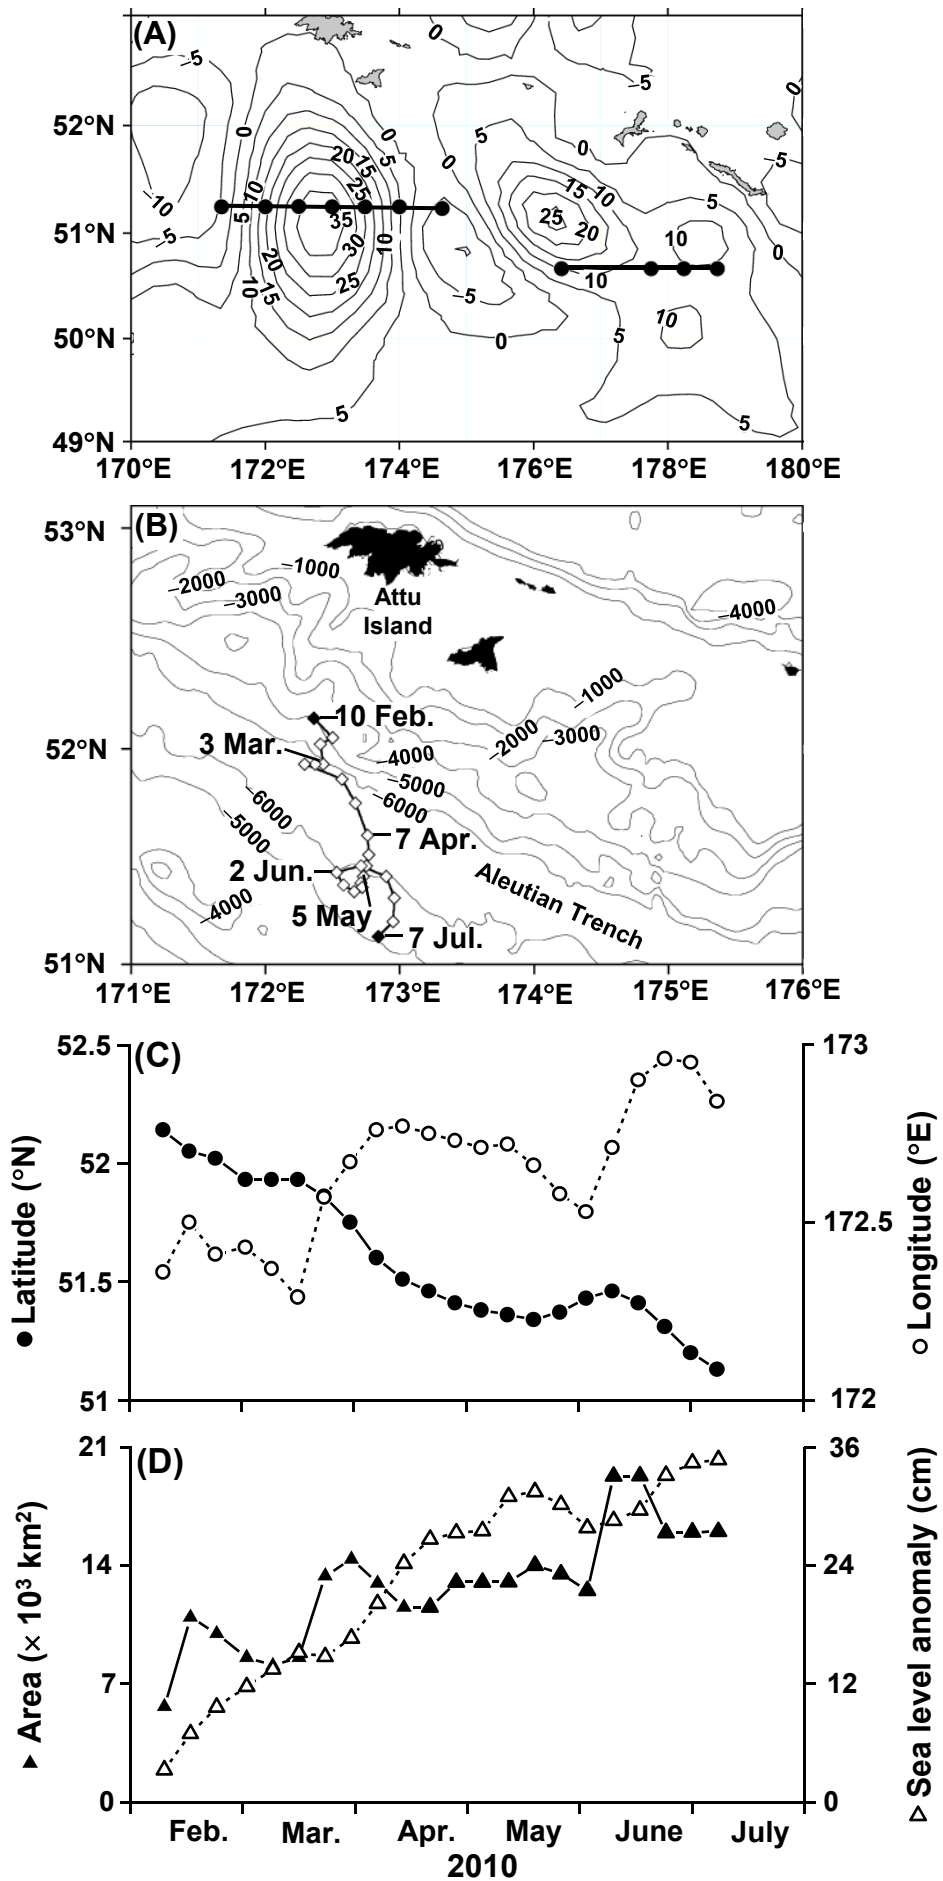 (A)
0
–5
–5
0
52°N
0
0
5
0
5
0
–5
20
15
25
10
5
–10
–5
35
30
10
51°N
20
15
10
25
–5
15
10
25
20
10
5
10
0
10
5
50°N
0
5
5
49°N
170°E
172°E
174°E
176°E
178°E
180°E
(B)
53°N
–1000
–2000
–3000
Attu
Island
–4000
–1000
10 Feb.
3 Mar.
52°N
–2000
–3000
–4000
–5000
–6000
–6000
–5000
7 Apr.
2 Jun.
Aleutian Trench
–4000
5 May
7 Jul.
51°N
171°E
172°E
173°E
174°E
175°E
176°E
(C)
52.5
52
51.5
51
173
172.5
172
● Latitude (°N)
○ Longitude (°E)
(D)
21
14
7
0
36
24
12
0
▲ Area (× 10³ km²)
△ Sea level anomaly (cm)
Feb.
Mar.
Apr.
May
June
July
2010